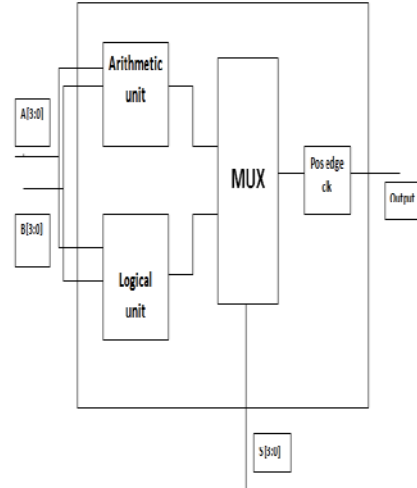 Arithmetic
unit
A[3:0]
MUX
Pos edge
clk
Output
B[3:0]
Logical
unit
S[3:0]